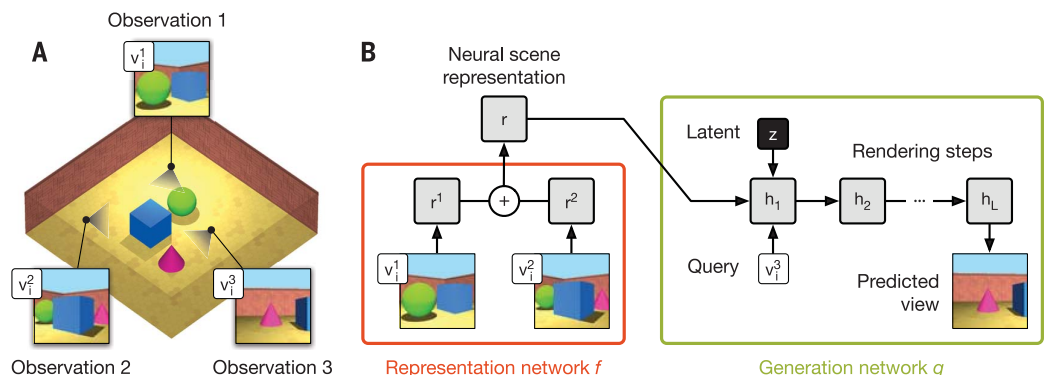 Observation 1
A
v_i^1
v_i^2
v_i^3
Observation 2
Observation 3
B
Neural scene
representation
r
r^1
+
r^2
v_i^1
v_i^2
Representation network f
Latent
z
Rendering steps
h_1
h_2
...
h_L
Query
v_i^3
Predicted
view
Generation network g